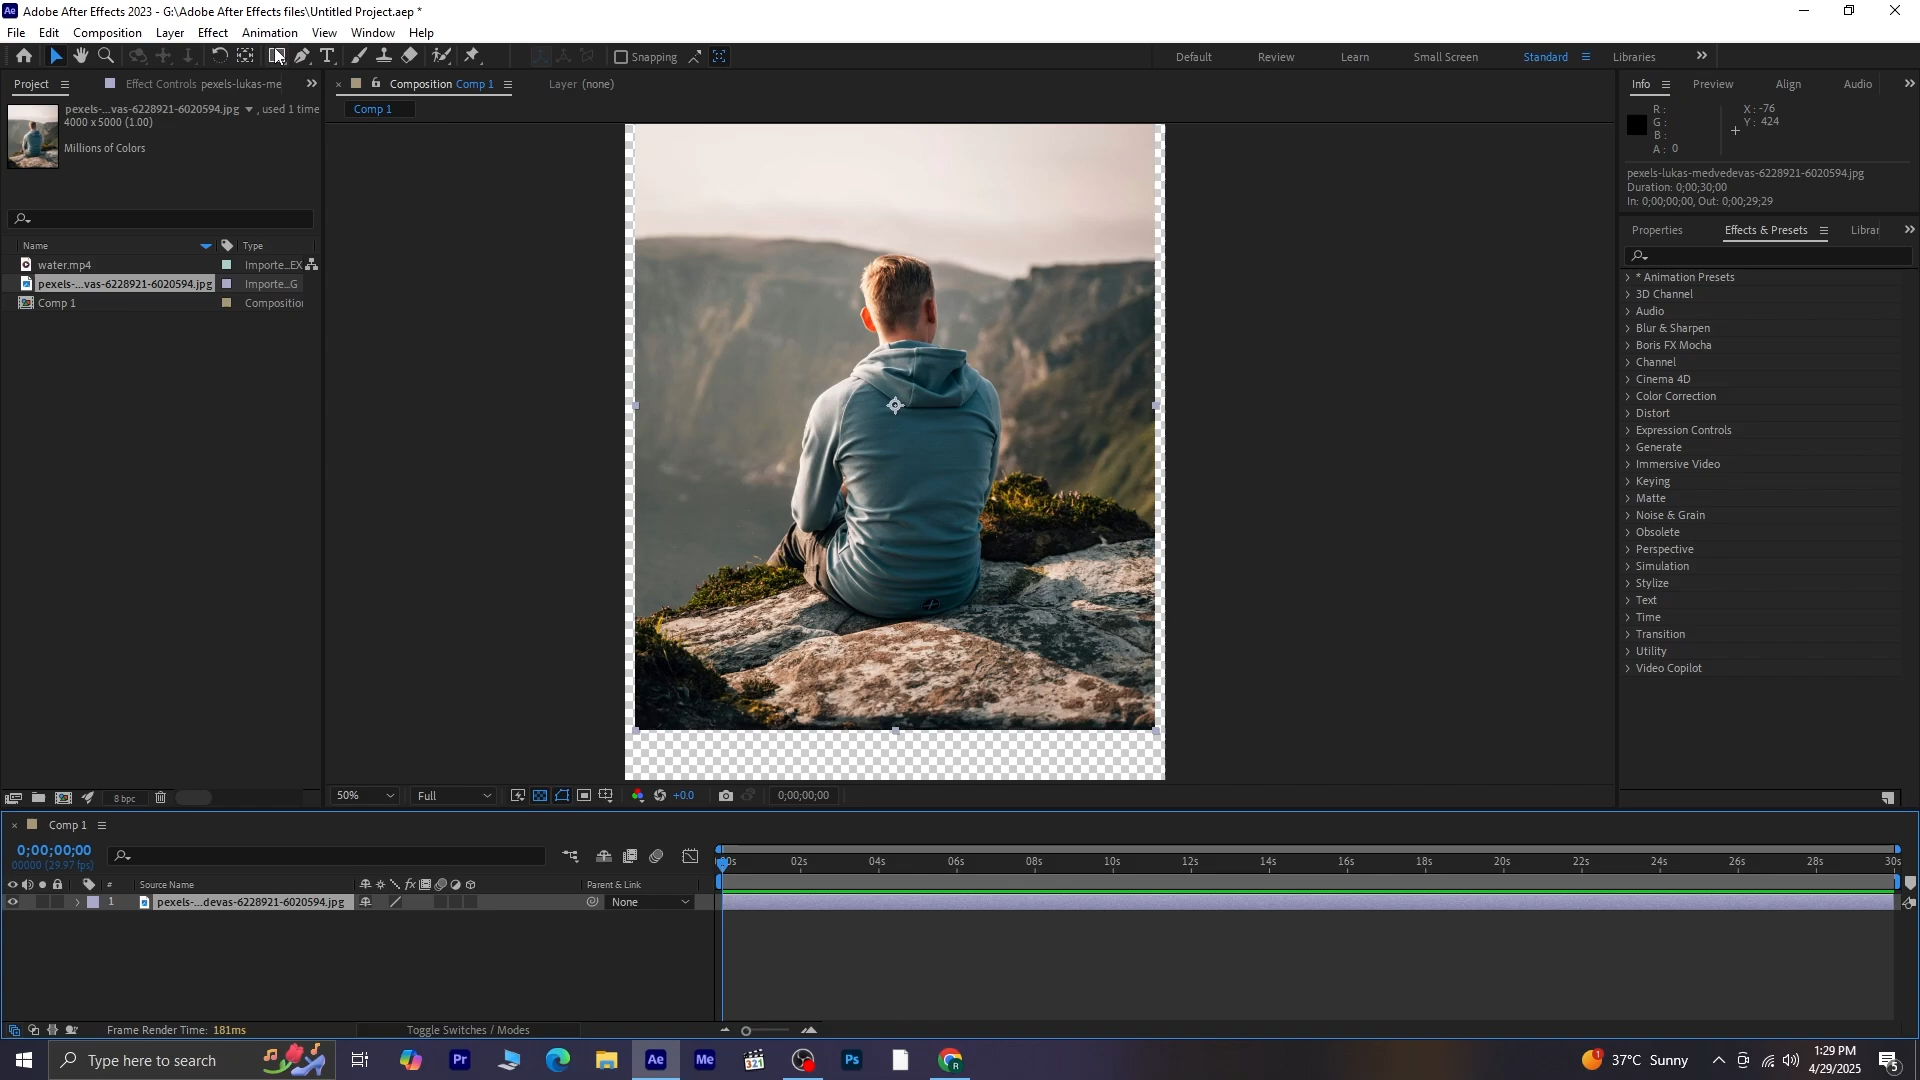 Adobe After Effects 2023 - G:\Adobe After Effects files\Untitled Project.aep *
File Edit Composition Layer Effect Animation View Window Help
Snapping Default Review Learn Small Screen Standard Libraries
Project Effect Controls pexels-lukas-me
Composition Comp 1 Layer (none)
Info Preview Align Audio
pexels-...vas-6228921-6020594.jpg , used 1 time
4000 x 5000 (1.00)
Millions of Colors
Comp 1
R :
G :
B :
A : 0
X : -76
Y : 424
pexels-lukas-medvedevas-6228921-6020594.jpg
Duration: 0;00;30;00
In: 0;00;00;00, Out: 0;00;29;29
Name Type
water.mp4 Importe...EX
pexels-...vas-6228921-6020594.jpg Importe...G
Comp 1 Composition
Properties Effects & Presets Librar
* Animation Presets
3D Channel
Audio
Blur & Sharpen
Boris FX Mocha
Channel
Cinema 4D
Color Correction
Distort
Expression Controls
Generate
Immersive Video
Keying
Matte
Noise & Grain
Obsolete
Perspective
Simulation
Stylize
Text
Time
Transition
Utility
Video Copilot
8 bpc
50% Full +0.0 0;00;00;00
Comp 1
0;00;00;00
00000 (29.97 fps)
:00s 02s 04s 06s 08s 10s 12s 14s 16s 18s 20s 22s 24s 26s 28s 30s
# Source Name fx Parent & Link
1 pexels-...devas-6228921-6020594.jpg None
Frame Render Time: 181ms Toggle Switches / Modes
Type here to search
Pr Ae Me 321 Ps
37°C Sunny
1:29 PM
4/29/2025
5